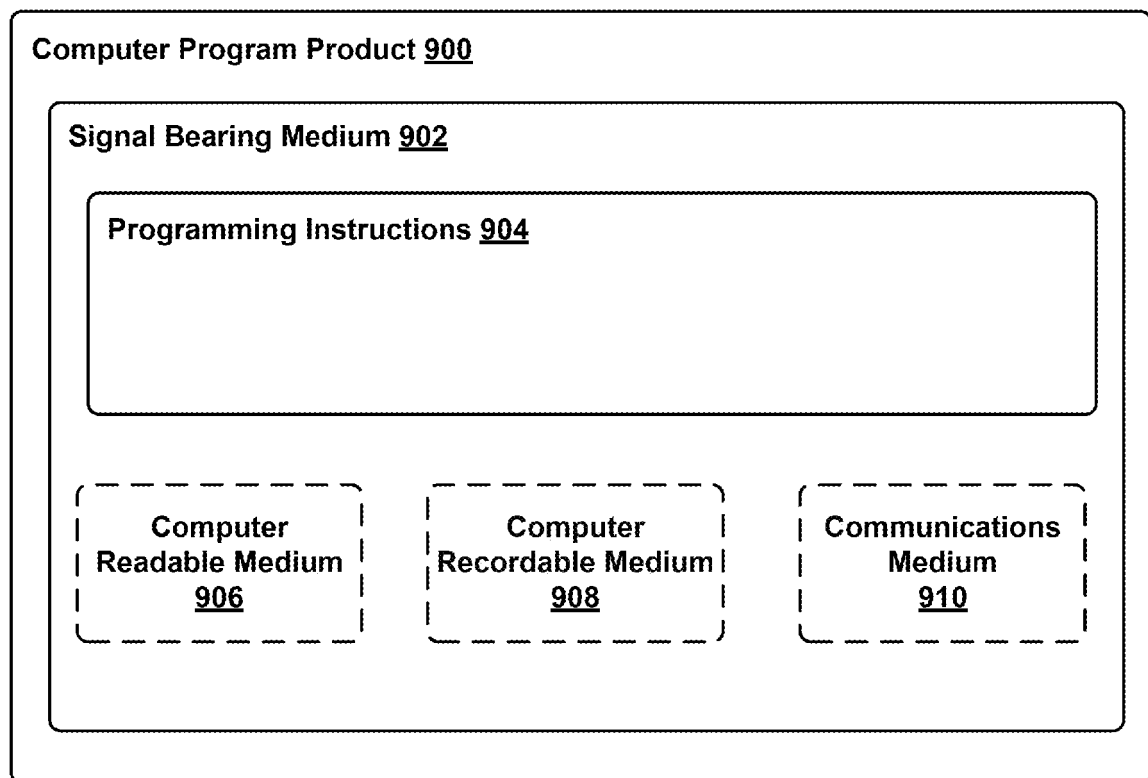 Computer Program Product 900
Signal Bearing Medium 902
Programming Instructions 904
Computer
Readable Medium
906
Computer
Recordable Medium
908
Communications
Medium
910